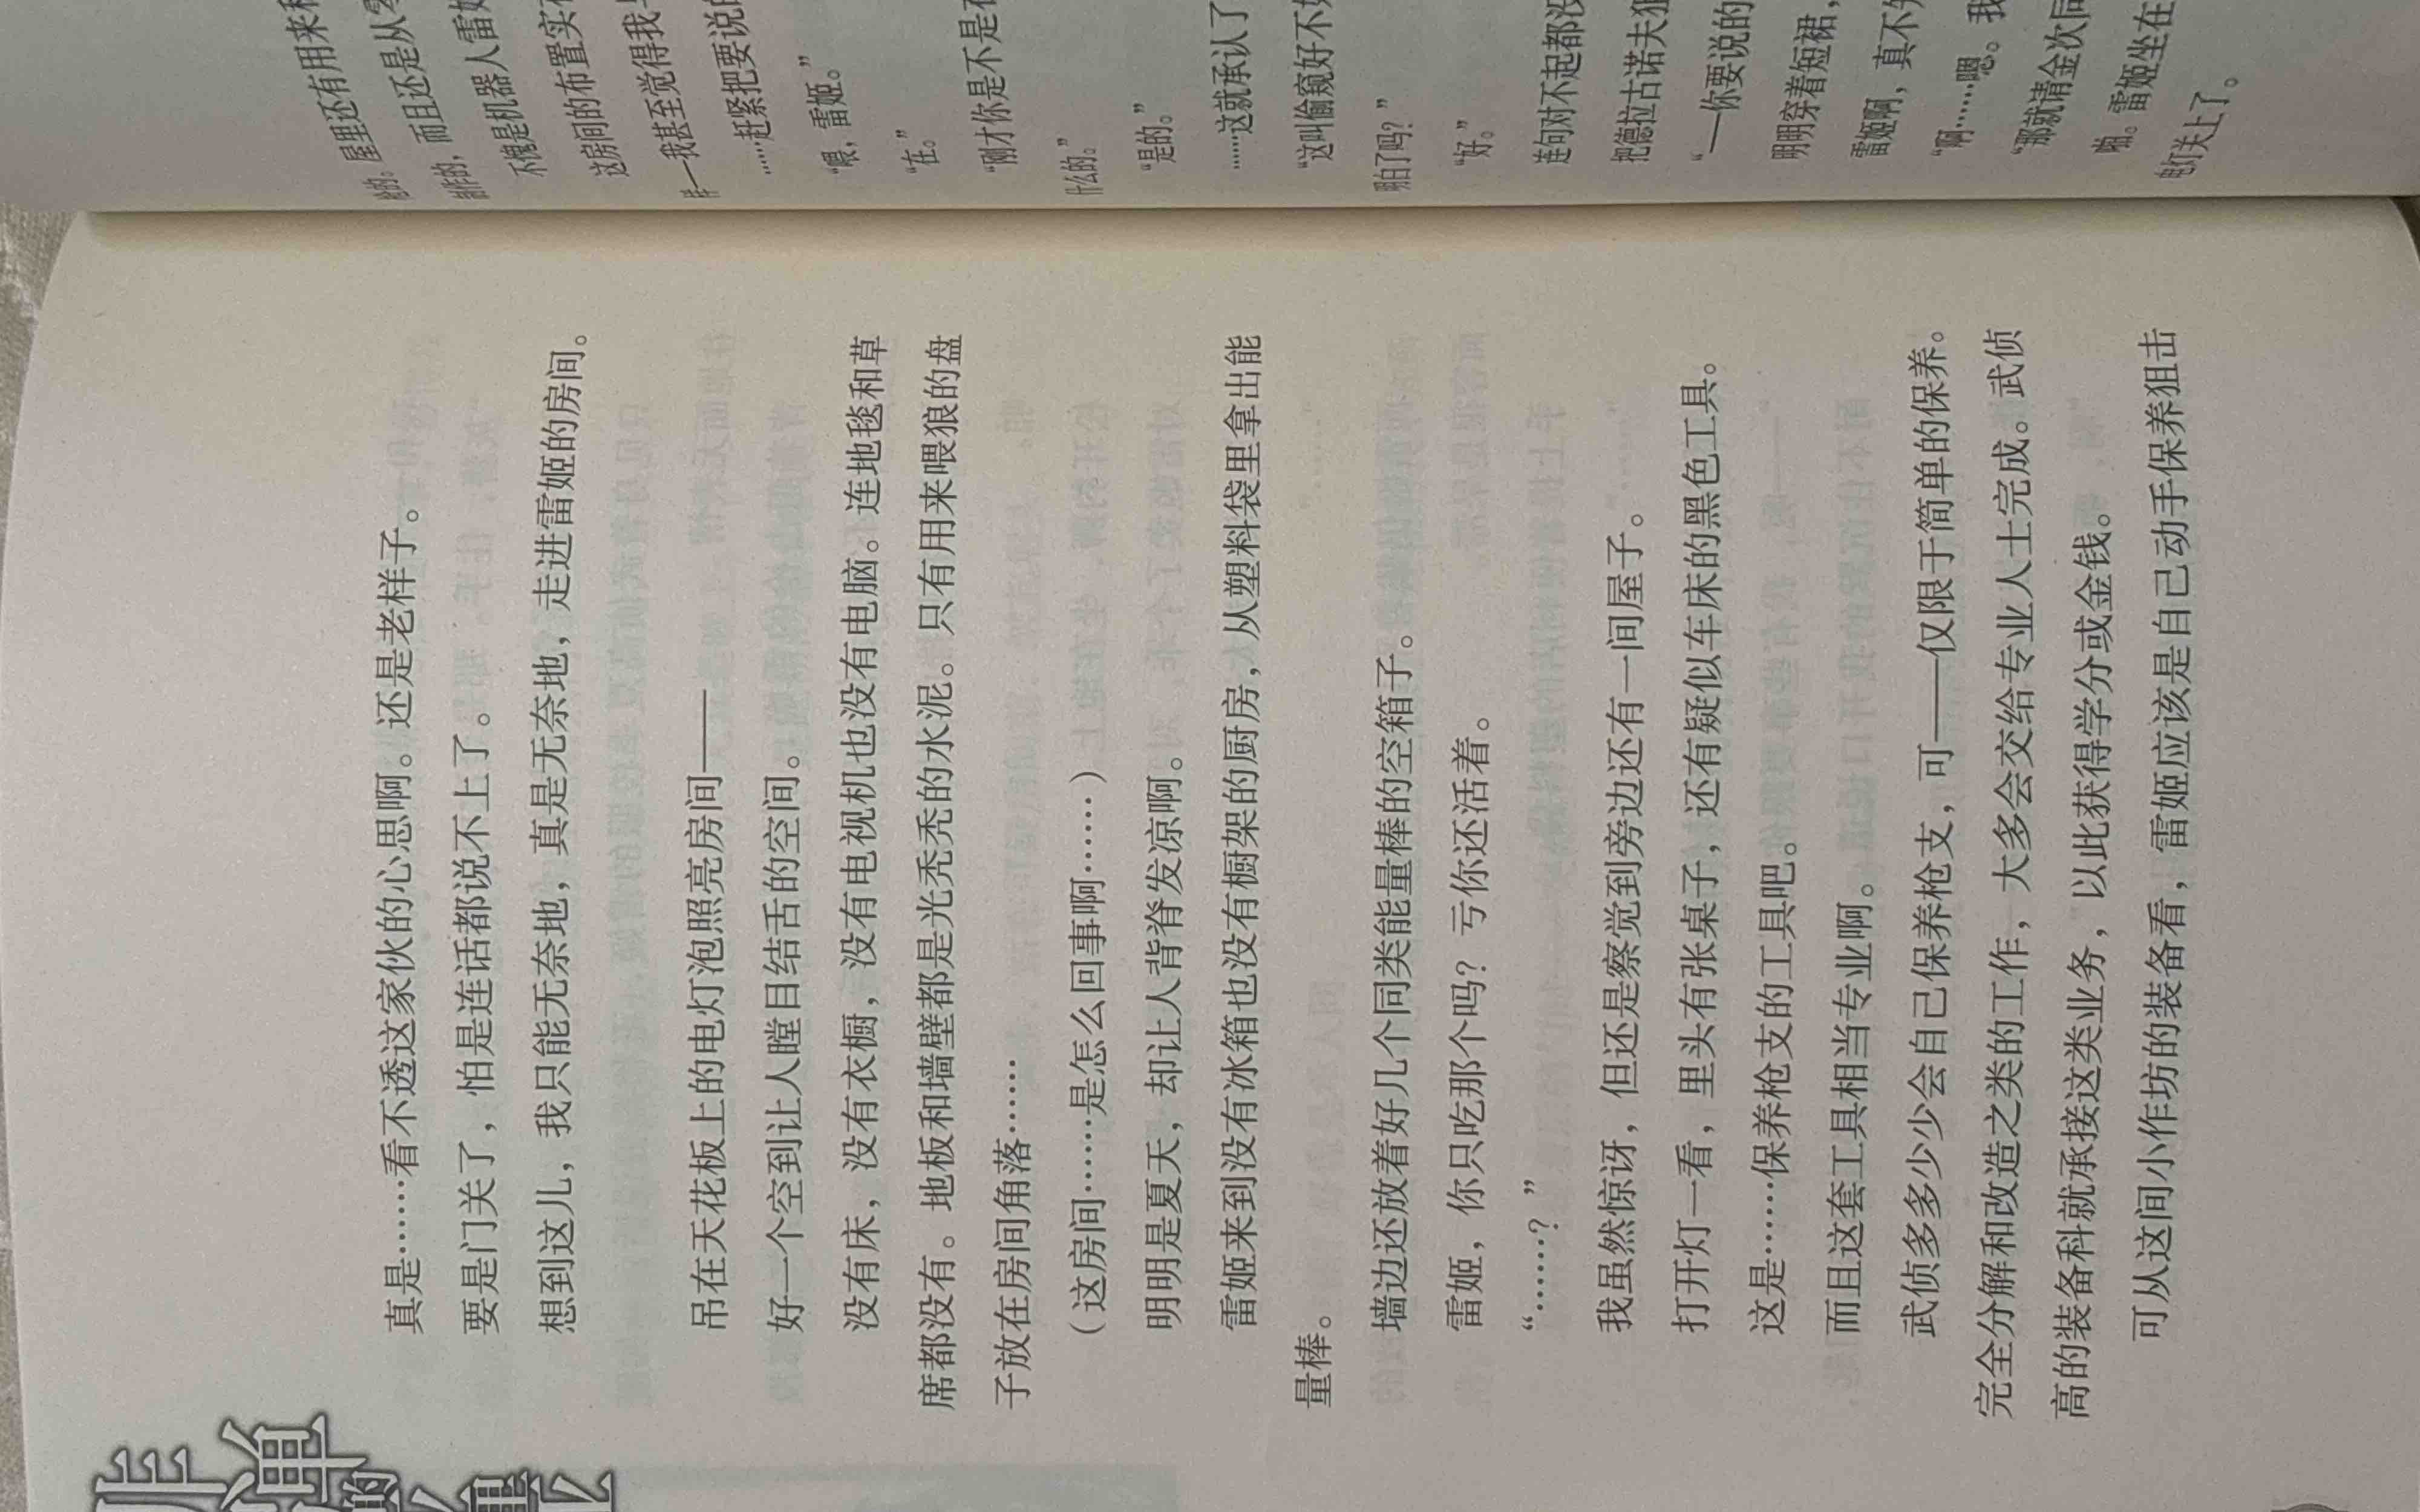 弹
的
真是……看不透这家伙的心思啊。还是老样子。
要是门关了，怕是连话都说不上了。
想到这儿，我只能无奈地，真是无奈地，走进雷姬的房间。
吊在天花板上的电灯泡照亮房间——
好一个空到让人瞠目结舌的空间。
没有床，没有衣橱，没有电视机也没有电脑。连地毯和草
席都没有。地板和墙壁都是光秃秃的水泥。只有用来喂狼的盘
子放在房间角落……
（这房间……是怎么回事啊……）
明明是夏天，却让人背脊发凉啊。
雷姬来到没有冰箱也没有橱架的厨房，从塑料袋里拿出能
量棒。
墙边还放着好几个同类能量棒的空箱子。
雷姬，你只吃那个吗？亏你还活着。
“……？”
我虽然惊讶，但还是察觉到旁边还有一间屋子。
打开灯一看，里头有张桌子，还有疑似车床的黑色工具。
这是……保养枪支的工具吧。
而且这套工具相当专业啊。
武侦多多少少会自己保养枪支，可——仅限于简单的保养。
完全分解和改造之类的工作，大多会交给专业人士完成。武侦
高的装备科就承接这类业务，以此获得学分或金钱。
可从这间小作坊的装备看，雷姬应该是自己动手保养狙击
枪的。屋里还有用来
制作的，而且还是从零
不愧是机器人雷姬
这房间的布置实在
样——我甚至觉得我
……赶紧把要说的
“喂，雷姬。”
“在。”
“刚才你是不是在
什么的。”
“是的。”
……这就承认了
“这叫偷窥好不好
明白了吗？”
“好。”
连句对不起都没
把德拉古诺夫狙
“——你要说的
明明穿着短裙，
雷姬啊，真不知
“啊……嗯。我
“那就请金次同
啪。雷姬坐在
电灯关上了。